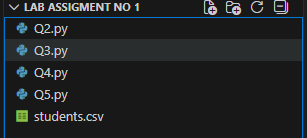 LAB ASSIGMENT NO 1
Q2.py
Q3.py
Q4.py
Q5.py
students.csv